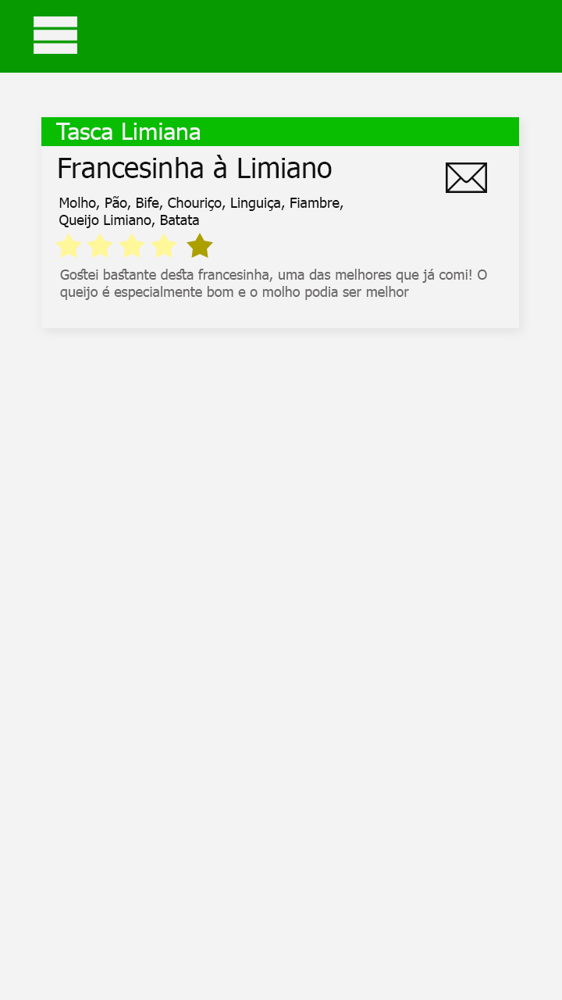 Tasca Limiana
Francesinha à Limiano
Molho, Pão, Bife, Chouriço, Linguiça, Fiambre,
Queijo Limiano, Batata
Gostei bastante desta francesinha, uma das melhores que já comi! O
queijo é especialmente bom e o molho podia ser melhor